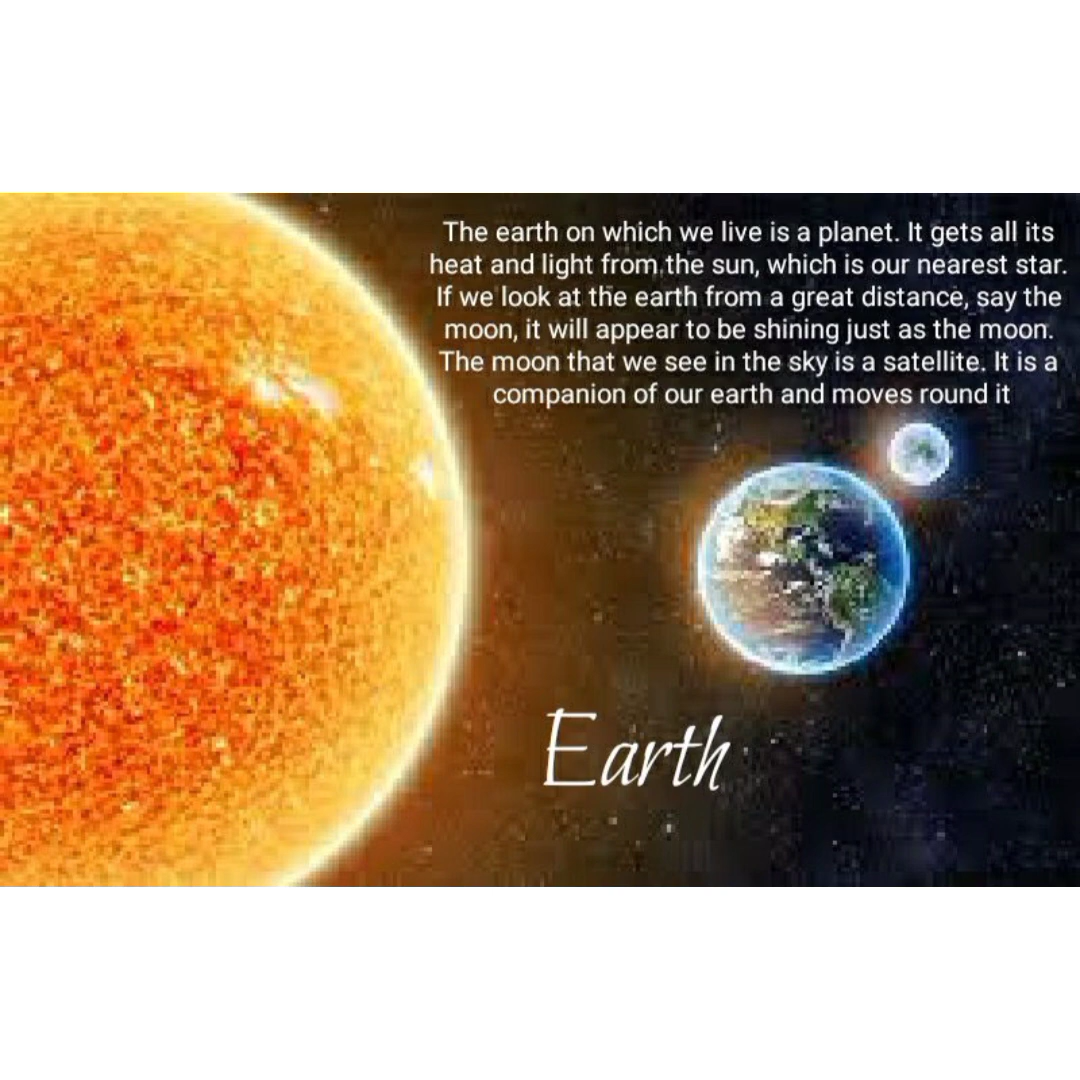 The earth on which we live is a planet. It gets all its
heat and light from the sun, which is our nearest star.
If we look at the earth from a great distance, say the
moon, it will appear to be shining just as the moon.
The moon that we see in the sky is a satellite. It is a
companion of our earth and moves round it
Earth